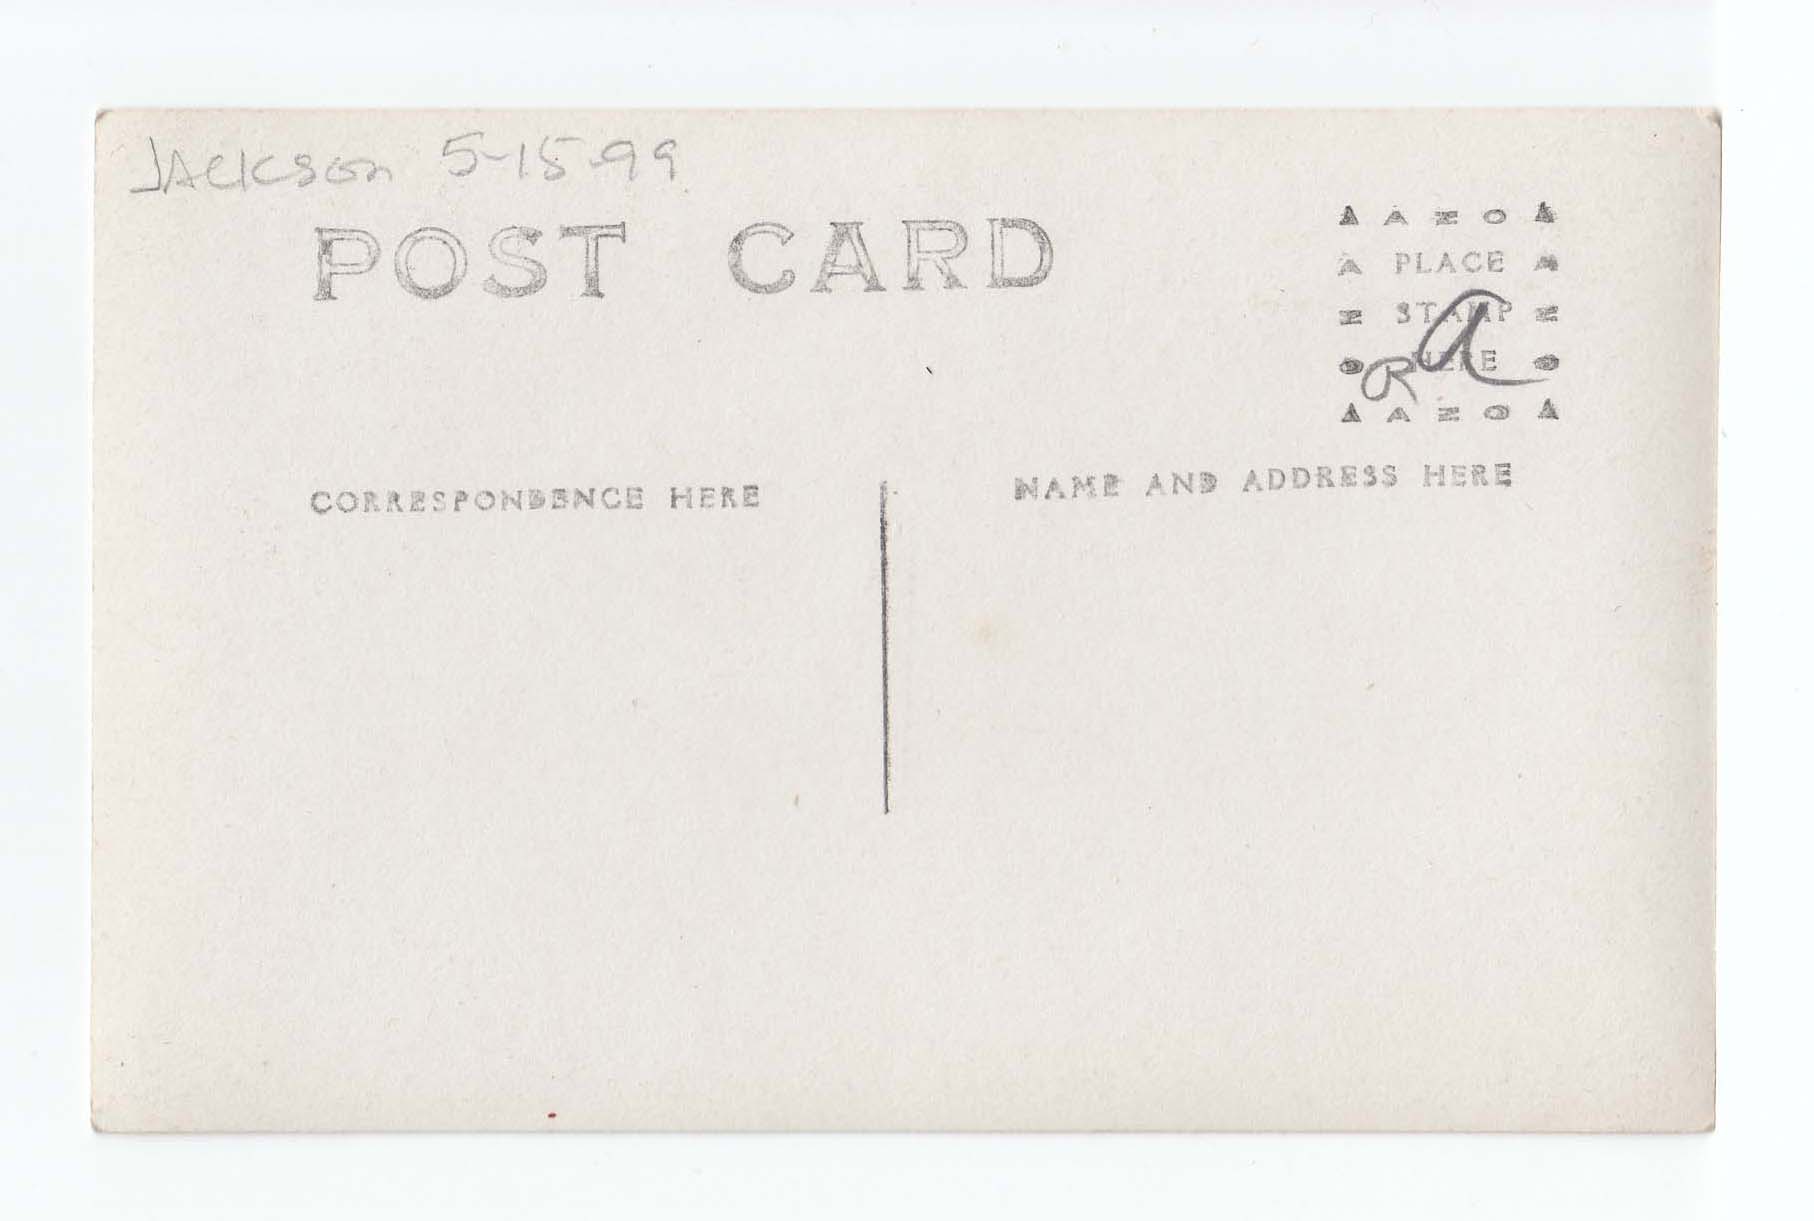 Jackson 5-15-99
POST CARD
AZO
PLACE
STAMP
HERE
AZO
CORRESPONDENCE HERE
NAME AND ADDRESS HERE